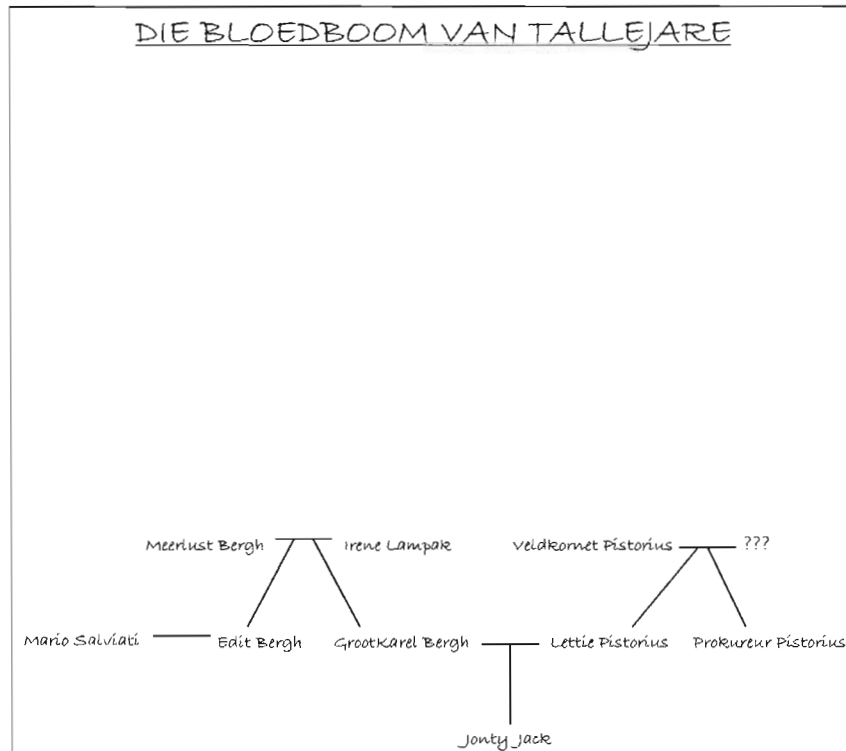 DIE BLOEDBOOM VAN TALLEJARE
Meerlust Bergh Irene Lampak Veldkornet Pistorius ???
Mario Salviati Edit Bergh GrootKarel Bergh Lettie Pistorius Prokureur Pistorius
Jonty Jack